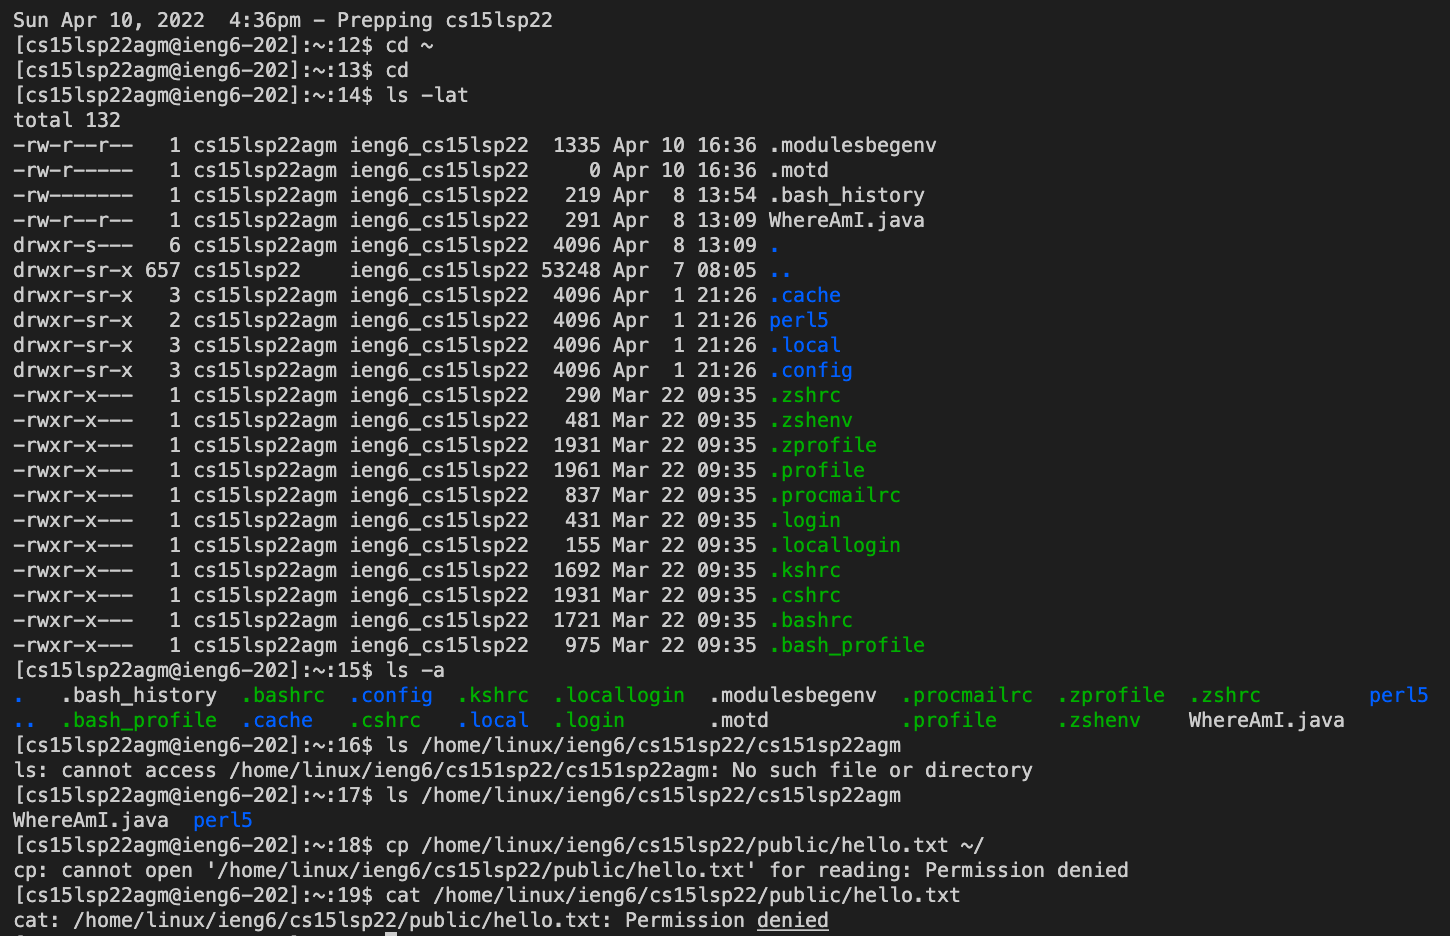 Sun Apr 10, 2022  4:36pm - Prepping cs15lsp22
[cs15lsp22agm@ieng6-202]:~:12$ cd ~
[cs15lsp22agm@ieng6-202]:~:13$ cd
[cs15lsp22agm@ieng6-202]:~:14$ ls -lat
total 132
-rw-r--r--   1 cs15lsp22agm ieng6_cs15lsp22  1335 Apr 10 16:36 .modulesbegenv
-rw-r-----   1 cs15lsp22agm ieng6_cs15lsp22     0 Apr 10 16:36 .motd
-rw-------   1 cs15lsp22agm ieng6_cs15lsp22   219 Apr  8 13:54 .bash_history
-rw-r--r--   1 cs15lsp22agm ieng6_cs15lsp22   291 Apr  8 13:09 WhereAmI.java
drwxr-s---   6 cs15lsp22agm ieng6_cs15lsp22  4096 Apr  8 13:09 .
drwxr-sr-x 657 cs15lsp22    ieng6_cs15lsp22 53248 Apr  7 08:05 ..
drwxr-sr-x   3 cs15lsp22agm ieng6_cs15lsp22  4096 Apr  1 21:26 .cache
drwxr-sr-x   2 cs15lsp22agm ieng6_cs15lsp22  4096 Apr  1 21:26 perl5
drwxr-sr-x   3 cs15lsp22agm ieng6_cs15lsp22  4096 Apr  1 21:26 .local
drwxr-sr-x   3 cs15lsp22agm ieng6_cs15lsp22  4096 Apr  1 21:26 .config
-rwxr-x---   1 cs15lsp22agm ieng6_cs15lsp22   290 Mar 22 09:35 .zshrc
-rwxr-x---   1 cs15lsp22agm ieng6_cs15lsp22   481 Mar 22 09:35 .zshenv
-rwxr-x---   1 cs15lsp22agm ieng6_cs15lsp22  1931 Mar 22 09:35 .zprofile
-rwxr-x---   1 cs15lsp22agm ieng6_cs15lsp22  1961 Mar 22 09:35 .profile
-rwxr-x---   1 cs15lsp22agm ieng6_cs15lsp22   837 Mar 22 09:35 .procmailrc
-rwxr-x---   1 cs15lsp22agm ieng6_cs15lsp22   431 Mar 22 09:35 .login
-rwxr-x---   1 cs15lsp22agm ieng6_cs15lsp22   155 Mar 22 09:35 .locallogin
-rwxr-x---   1 cs15lsp22agm ieng6_cs15lsp22  1692 Mar 22 09:35 .kshrc
-rwxr-x---   1 cs15lsp22agm ieng6_cs15lsp22  1931 Mar 22 09:35 .cshrc
-rwxr-x---   1 cs15lsp22agm ieng6_cs15lsp22  1721 Mar 22 09:35 .bashrc
-rwxr-x---   1 cs15lsp22agm ieng6_cs15lsp22   975 Mar 22 09:35 .bash_profile
[cs15lsp22agm@ieng6-202]:~:15$ ls -a
.   .bash_history  .bashrc  .config  .kshrc  .locallogin  .modulesbegenv  .procmailrc  .zprofile  .zshrc         perl5
..  .bash_profile  .cache   .cshrc   .local  .login       .motd           .profile     .zshenv    WhereAmI.java
[cs15lsp22agm@ieng6-202]:~:16$ ls /home/linux/ieng6/cs151sp22/cs151sp22agm
ls: cannot access /home/linux/ieng6/cs151sp22/cs151sp22agm: No such file or directory
[cs15lsp22agm@ieng6-202]:~:17$ ls /home/linux/ieng6/cs15lsp22/cs15lsp22agm
WhereAmI.java  perl5
[cs15lsp22agm@ieng6-202]:~:18$ cp /home/linux/ieng6/cs15lsp22/public/hello.txt ~/
cp: cannot open '/home/linux/ieng6/cs15lsp22/public/hello.txt' for reading: Permission denied
[cs15lsp22agm@ieng6-202]:~:19$ cat /home/linux/ieng6/cs15lsp22/public/hello.txt
cat: /home/linux/ieng6/cs15lsp22/public/hello.txt: Permission denied